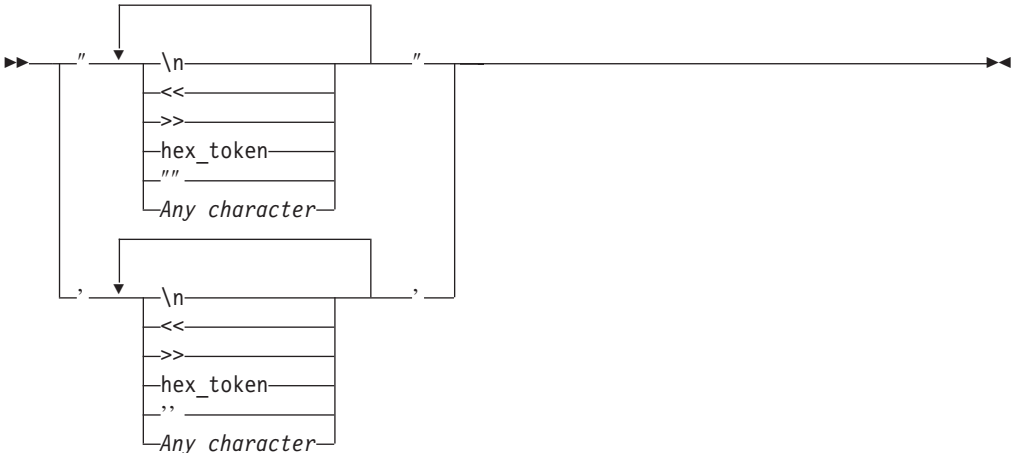 " \n "
<<
>>
hex_token
""
Any character
' \n '
<<
>>
hex_token
''
Any character